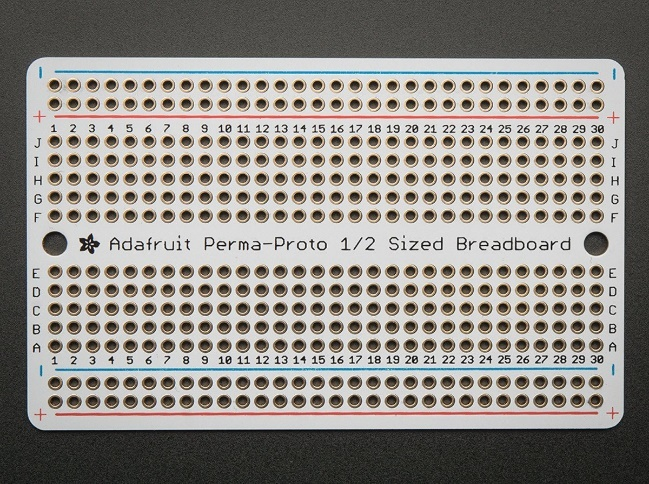 + +
1 2 3 4 5 6 7 8 9 10 11 12 13 14 15 16 17 18 19 20 21 22 23 24 25 26 27 28 29 30
J J
I I
H H
G G
F F
Adafruit Perma-Proto 1/2 Sized Breadboard
E E
D D
C C
B B
A A
1 2 3 4 5 6 7 8 9 10 11 12 13 14 15 16 17 18 19 20 21 22 23 24 25 26 27 28 29 30
+ +